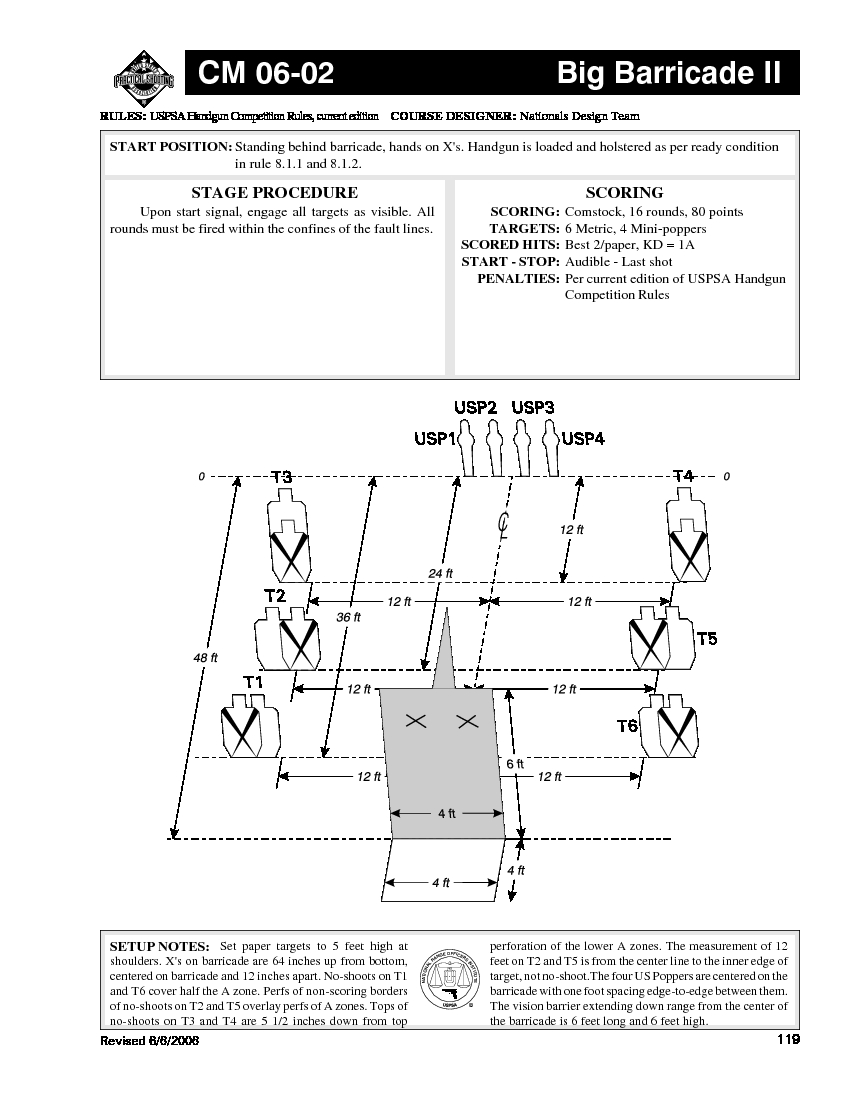 CM 06-02 Big Barricade II
PRACTICAL SHOOTING
RULES: USPSA Handgun Competition Rules, current edition COURSE DESIGNER: Nationals Design Team
START POSITION: Standing behind barricade, hands on X's. Handgun is loaded and holstered as per ready condition
in rule 8.1.1 and 8.1.2.
STAGE PROCEDURE
Upon start signal, engage all targets as visible. All
rounds must be fired within the confines of the fault lines.
SCORING
SCORING: Comstock, 16 rounds, 80 points
TARGETS: 6 Metric, 4 Mini-poppers
SCORED HITS: Best 2/paper, KD = 1A
START - STOP: Audible - Last shot
PENALTIES: Per current edition of USPSA Handgun
Competition Rules
USP2 USP3
USP1 USP4
0 T3 T4 0
12 ft
24 ft
12 ft 12 ft
T2
36 ft
T5
48 ft
T1
12 ft 12 ft
T6
6 ft
12 ft 12 ft
4 ft
4 ft
4 ft
SETUP NOTES: Set paper targets to 5 feet high at
shoulders. X's on barricade are 64 inches up from bottom,
centered on barricade and 12 inches apart. No-shoots on T1
and T6 cover half the A zone. Perfs of non-scoring borders
of no-shoots on T2 and T5 overlay perfs of A zones. Tops of
no-shoots on T3 and T4 are 5 1/2 inches down from top
USPSA
perforation of the lower A zones. The measurement of 12
feet on T2 and T5 is from the center line to the inner edge of
target, not no-shoot.The four US Poppers are centered on the
barricade with one foot spacing edge-to-edge between them.
The vision barrier extending down range from the center of
the barricade is 6 feet long and 6 feet high.
Revised 6/6/2006 119